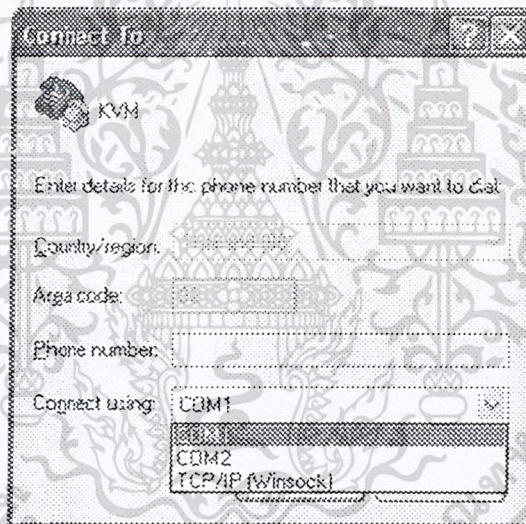 Connect To
KVM
Enter details for the phone number that you want to dial:
Country/region:
Area code:
Phone number:
Connect using: COM1
COM1
COM2
TCP/IP (Winsock)